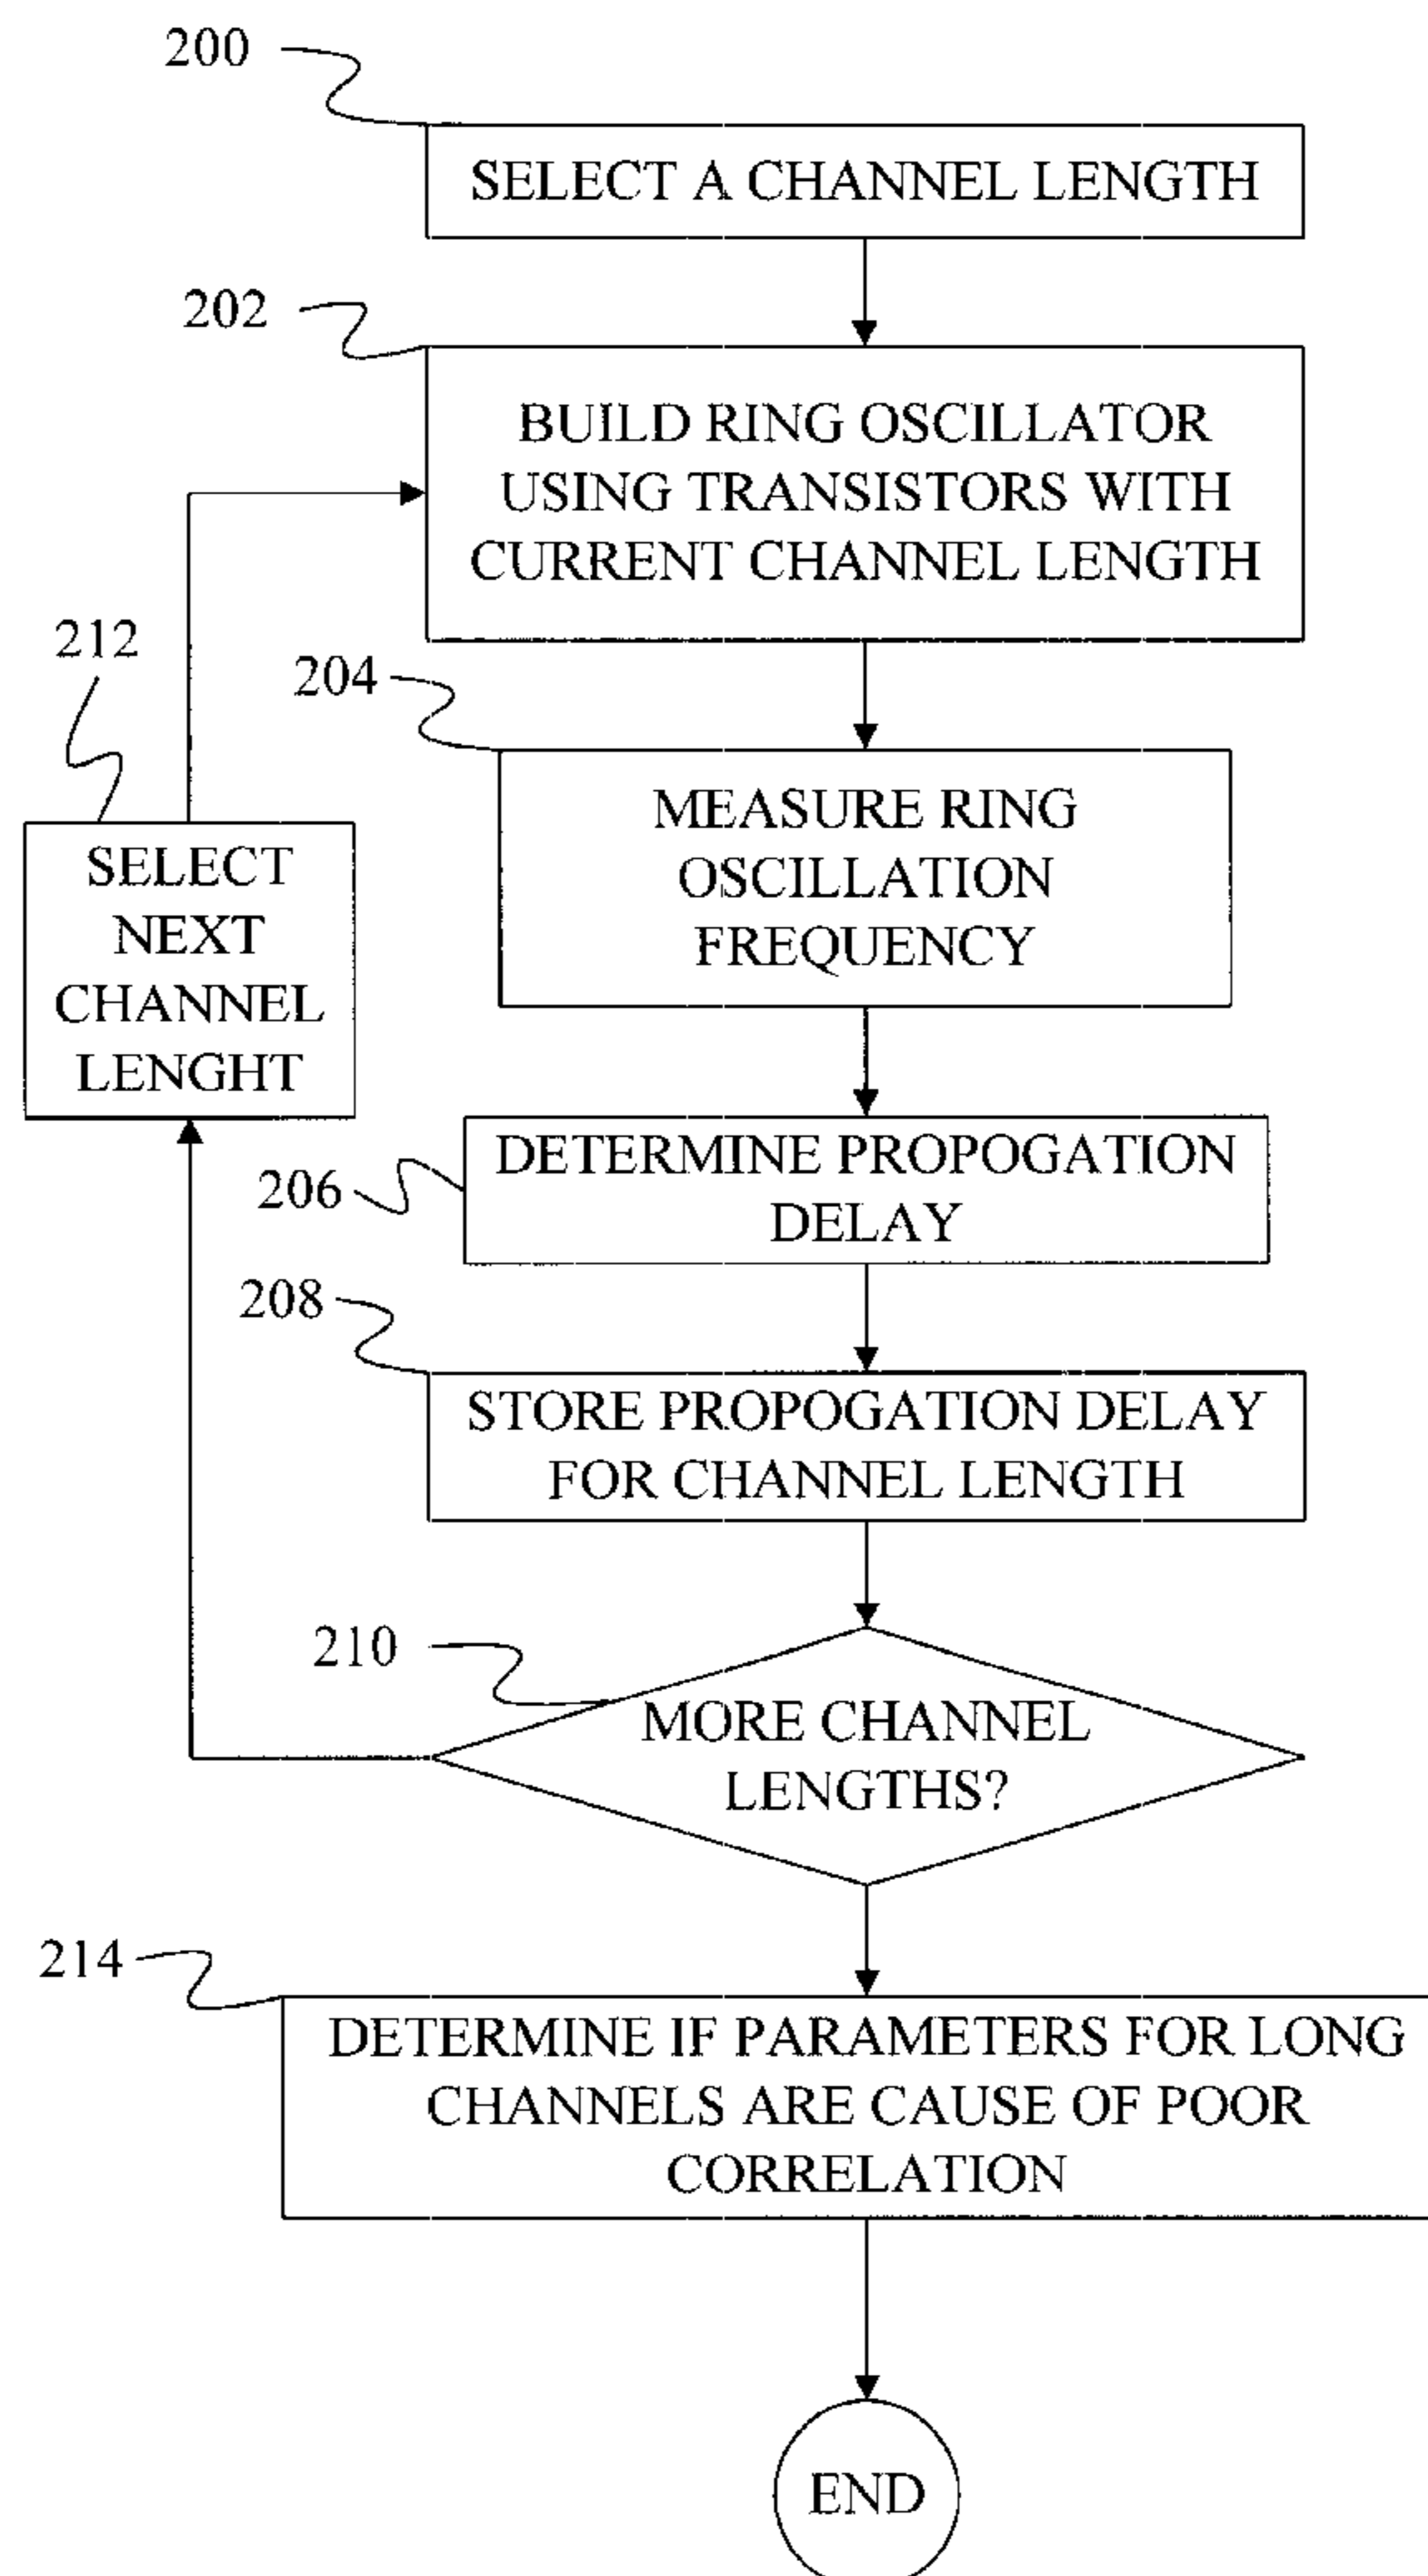 200
SELECT A CHANNEL LENGTH
202
BUILD RING OSCILLATOR
USING TRANSISTORS WITH
CURRENT CHANNEL LENGTH
212
204
MEASURE RING
OSCILLATION
FREQUENCY
SELECT
NEXT
CHANNEL
LENGHT
206
DETERMINE PROPOGATION
DELAY
208
STORE PROPOGATION DELAY
FOR CHANNEL LENGTH
210
MORE CHANNEL
LENGTHS?
214
DETERMINE IF PARAMETERS FOR LONG
CHANNELS ARE CAUSE OF POOR
CORRELATION
END